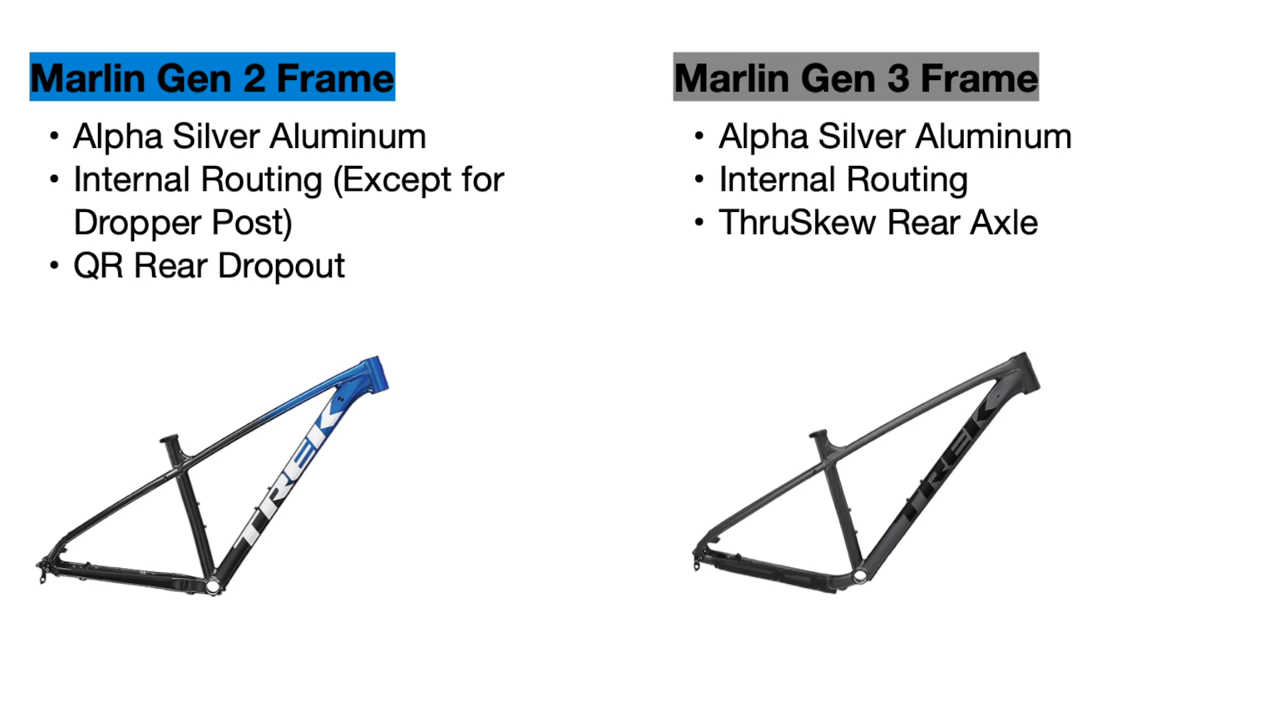 Marlin Gen 2 Frame
• Alpha Silver Aluminum
• Internal Routing (Except for
Dropper Post)
• QR Rear Dropout
TREK
Marlin Gen 3 Frame
• Alpha Silver Aluminum
• Internal Routing
• ThruSkew Rear Axle
TREK